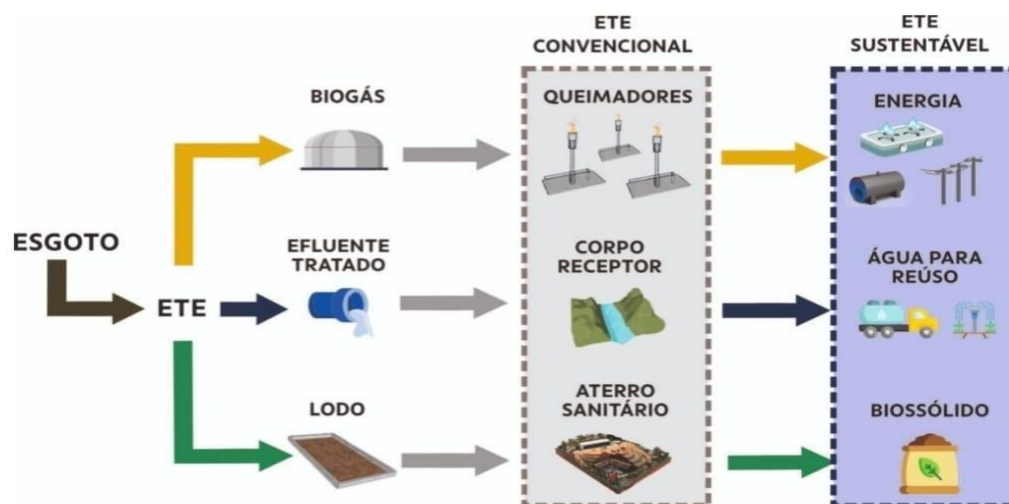 ETE
CONVENCIONAL
ETE
SUSTENTÁVEL
BIOGÁS
QUEIMADORES
ENERGIA
ESGOTO
ETE
EFLUENTE
TRATADO
CORPO
RECEPTOR
ÁGUA PARA
REÚSO
LODO
ATERRO
SANITÁRIO
BIOSSÓLIDO